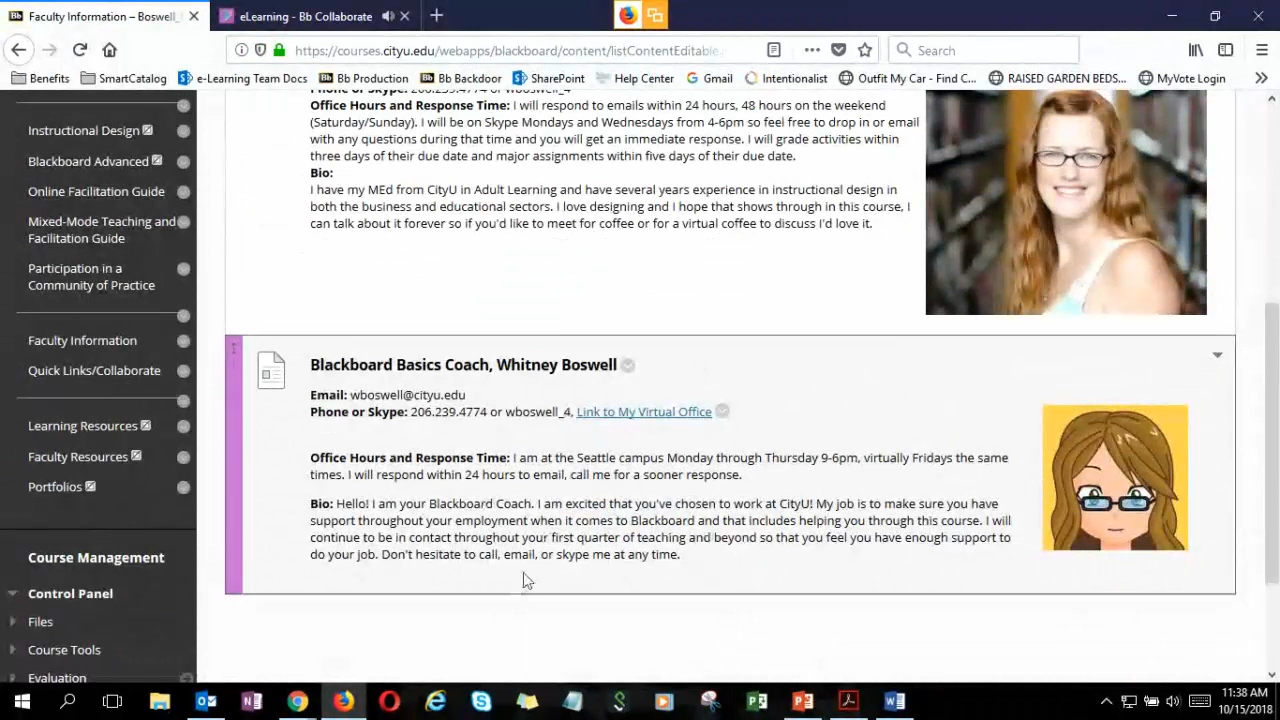 Faculty Information – Boswell_
eLearning - Bb Collaborate
https://courses.cityu.edu/webapps/blackboard/content/listContentEditable.
Search
Benefits
SmartCatalog
e-Learning Team Docs
Bb Production
Bb Backdoor
SharePoint
Help Center
Gmail
Intentionalist
Outfit My Car - Find C...
RAISED GARDEN BEDS...
MyVote Login
Instructional Design
Blackboard Advanced
Online Facilitation Guide
Mixed-Mode Teaching and
Facilitation Guide
Participation in a
Community of Practice
Faculty Information
Quick Links/Collaborate
Learning Resources
Faculty Resources
Portfolios
Course Management
Control Panel
Files
Course Tools
Evaluation
Phone or Skype: 206.239.4774 or wboswell_4
Office Hours and Response Time: I will respond to emails within 24 hours, 48 hours on the weekend
(Saturday/Sunday). I will be on Skype Mondays and Wednesdays from 4-6pm so feel free to drop in or email
with any questions during that time and you will get an immediate response. I will grade activities within
three days of their due date and major assignments within five days of their due date.
Bio:
I have my MEd from CityU in Adult Learning and have several years experience in instructional design in
both the business and educational sectors. I love designing and I hope that shows through in this course, I
can talk about it forever so if you'd like to meet for coffee or for a virtual coffee to discuss I'd love it.
Blackboard Basics Coach, Whitney Boswell
Email: wboswell@cityu.edu
Phone or Skype: 206.239.4774 or wboswell_4, Link to My Virtual Office
Office Hours and Response Time: I am at the Seattle campus Monday through Thursday 9-6pm, virtually Fridays the same
times. I will respond within 24 hours to email, call me for a sooner response.
Bio: Hello! I am your Blackboard Coach. I am excited that you've chosen to work at CityU! My job is to make sure you have
support throughout your employment when it comes to Blackboard and that includes helping you through this course. I will
continue to be in contact throughout your first quarter of teaching and beyond so that you feel you have enough support to
do your job. Don't hesitate to call, email, or skype me at any time.
11:38 AM
10/15/2018